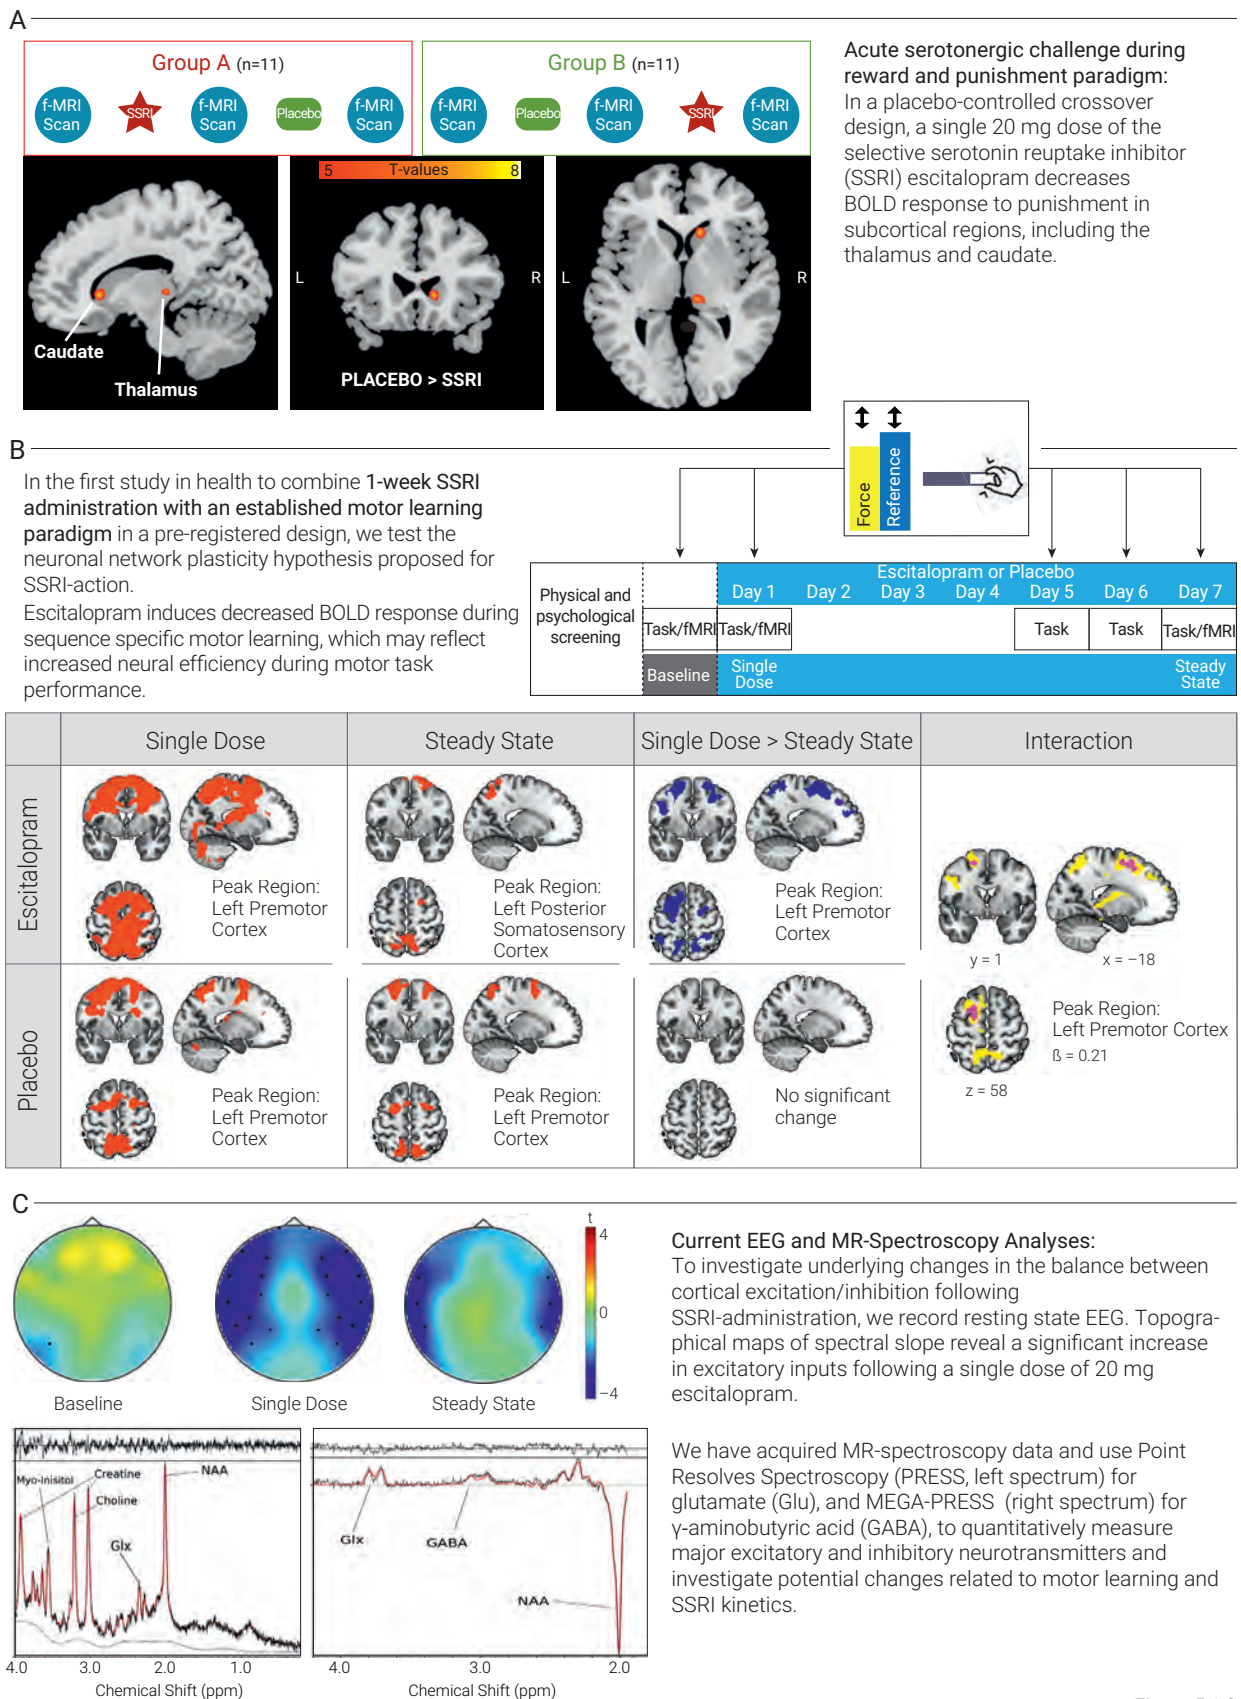 A
Group A (n=11)
f-MRI
Scan
SSRI
f-MRI
Scan
Placebo
f-MRI
Scan
Group B (n=11)
f-MRI
Scan
Placebo
f-MRI
Scan
SSRI
f-MRI
Scan
5 T-values 8
L
R
L
R
Caudate
Thalamus
PLACEBO > SSRI
Acute serotonergic challenge during
reward and punishment paradigm:
In a placebo-controlled crossover
design, a single 20 mg dose of the
selective serotonin reuptake inhibitor
(SSRI) escitalopram decreases
BOLD response to punishment in
subcortical regions, including the
thalamus and caudate.
B
In the first study in health to combine 1-week SSRI
administration with an established motor learning
paradigm in a pre-registered design, we test the
neuronal network plasticity hypothesis proposed for
SSRI-action.
Escitalopram induces decreased BOLD response during
sequence specific motor learning, which may reflect
increased neural efficiency during motor task
performance.
Force
Reference
Physical and
psychological
screening
Escitalopram or Placebo
Day 1 Day 2 Day 3 Day 4 Day 5 Day 6 Day 7
Task/fMRI Task/fMRI Task Task Task/fMRI
Baseline
Single
Dose
Steady
State
Single Dose
Steady State
Single Dose > Steady State
Interaction
Escitalopram
Peak Region:
Left Premotor
Cortex
Peak Region:
Left Posterior
Somatosensory
Cortex
Peak Region:
Left Premotor
Cortex
Placebo
Peak Region:
Left Premotor
Cortex
Peak Region:
Left Premotor
Cortex
No significant
change
y = 1
x = −18
Peak Region:
Left Premotor Cortex
ß = 0.21
z = 58
C
t
4
0
−4
Baseline
Single Dose
Steady State
Current EEG and MR-Spectroscopy Analyses:
To investigate underlying changes in the balance between
cortical excitation/inhibition following
SSRI-administration, we record resting state EEG. Topogra-
phical maps of spectral slope reveal a significant increase
in excitatory inputs following a single dose of 20 mg
escitalopram.
We have acquired MR-spectroscopy data and use Point
Resolves Spectroscopy (PRESS, left spectrum) for
glutamate (Glu), and MEGA-PRESS (right spectrum) for
γ-aminobutyric acid (GABA), to quantitatively measure
major excitatory and inhibitory neurotransmitters and
investigate potential changes related to motor learning and
SSRI kinetics.
Myo-Inisitol
Creatine
NAA
Choline
Glx
4.0 3.0 2.0 1.0
Chemical Shift (ppm)
Glx
GABA
NAA
4.0 3.0 2.0
Chemical Shift (ppm)